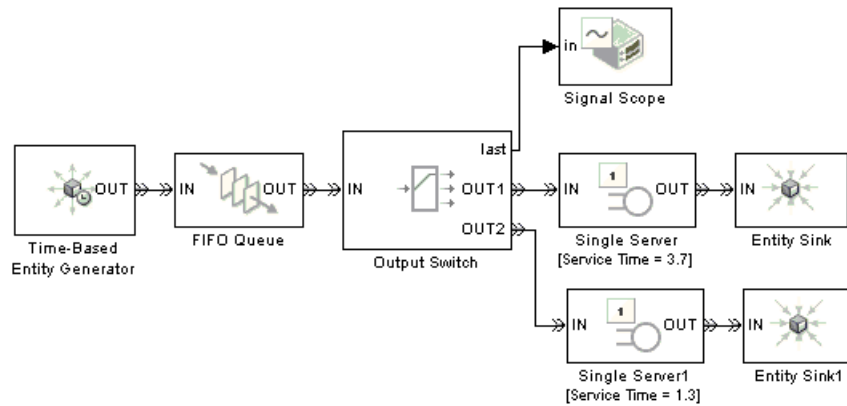 in
Signal Scope
last
OUT
IN
OUT
IN
OUT1
OUT2
1
IN
OUT
IN
Time-Based
Entity Generator
FIFO Queue
Output Switch
Single Server
[Service Time = 3.7]
Entity Sink
1
IN
OUT
IN
Single Server1
[Service Time = 1.3]
Entity Sink1